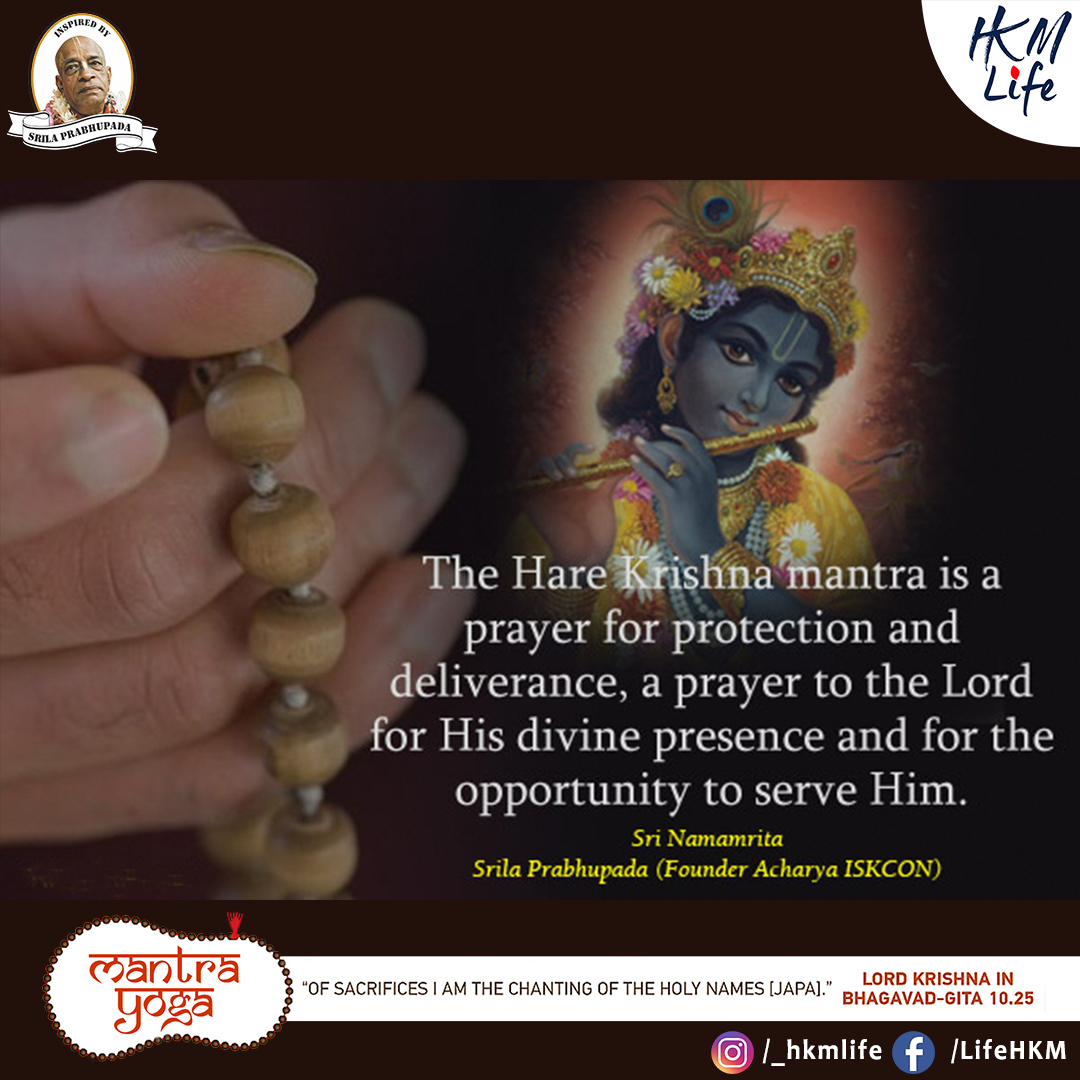 INSPIRED BY
SRILA PRABHUPADA
HKM
Life
The Hare Krishna mantra is a
prayer for protection and
deliverance, a prayer to the Lord
for His divine presence and for the
opportunity to serve Him.
Sri Namamrita
Srila Prabhupada (Founder Acharya ISKCON)
mantra
yoga
“OF SACRIFICES I AM THE CHANTING OF THE HOLY NAMES [JAPA].”
LORD KRISHNA IN
BHAGAVAD-GITA 10.25
/_hkmlife
/LifeHKM